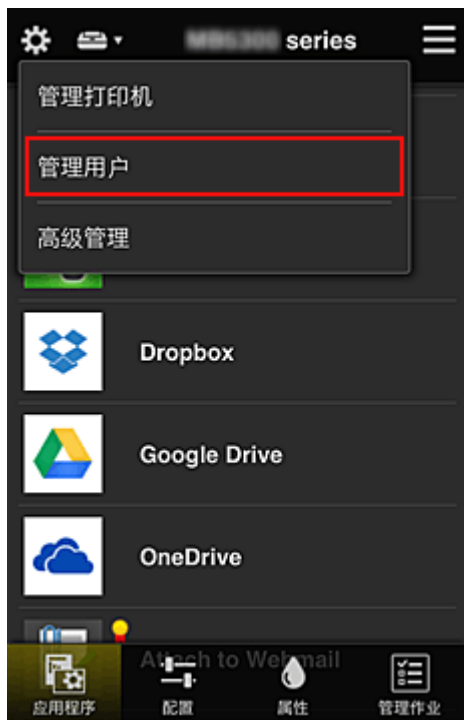 series
管理打印机
管理用户
高级管理
Dropbox
Google Drive
OneDrive
Attach to Webmail
应用程序
配置
属性
管理作业